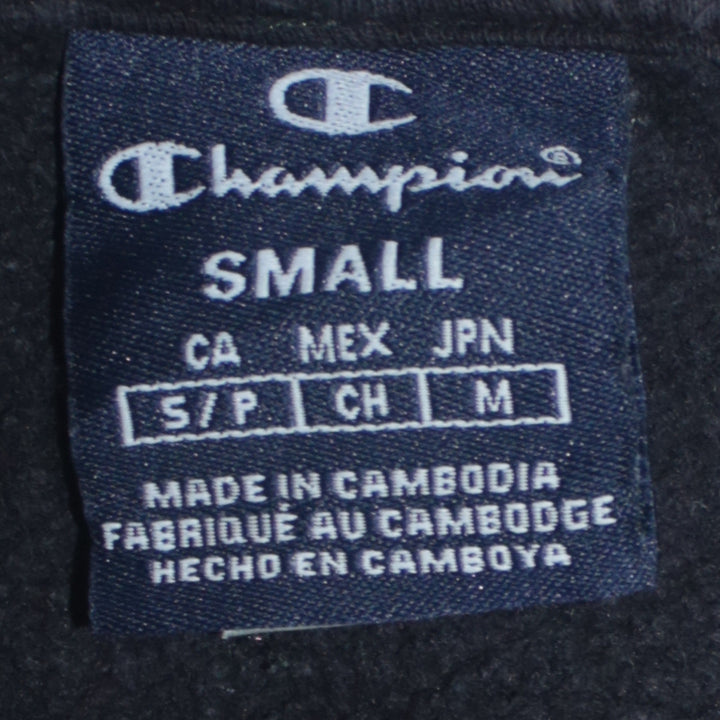 Champion®
SMALL
CA MEX JPN
S/P CH M
MADE IN CAMBODIA
FABRIQUÉ AU CAMBODGE
HECHO EN CAMBOYA